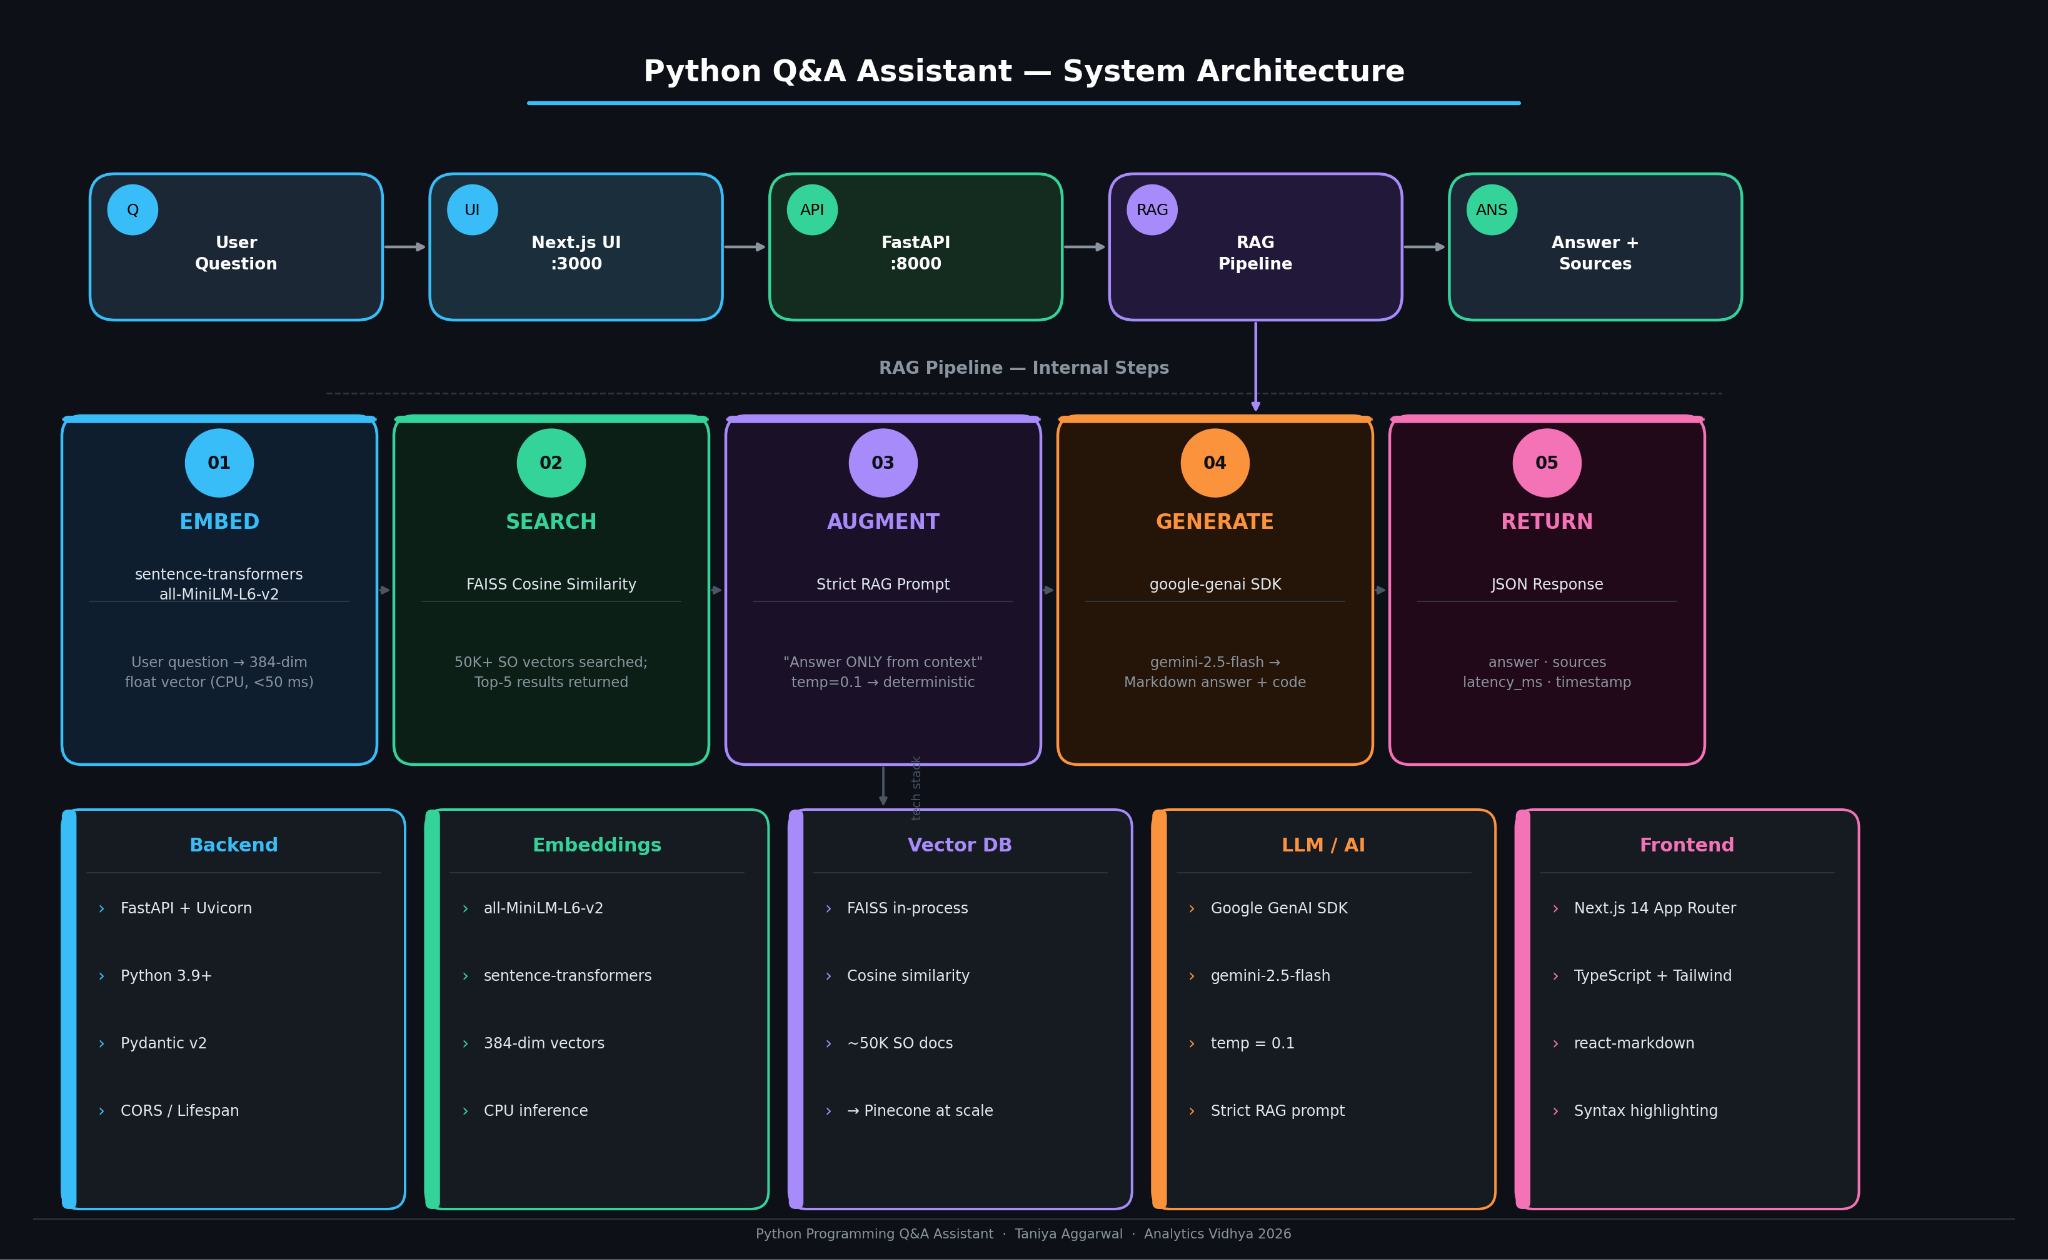 Python Q&A Assistant — System Architecture
Q
User
Question
UI
Next.js UI
:3000
API
FastAPI
:8000
RAG
RAG
Pipeline
ANS
Answer +
Sources
RAG Pipeline — Internal Steps
01
EMBED
sentence-transformers
all-MiniLM-L6-v2
User question → 384-dim
float vector (CPU, <50 ms)
02
SEARCH
FAISS Cosine Similarity
50K+ SO vectors searched;
Top-5 results returned
03
AUGMENT
Strict RAG Prompt
"Answer ONLY from context"
temp=0.1 → deterministic
04
GENERATE
google-genai SDK
gemini-2.5-flash →
Markdown answer + code
05
RETURN
JSON Response
answer · sources
latency_ms · timestamp
tech stack
Backend
› FastAPI + Uvicorn
› Python 3.9+
› Pydantic v2
› CORS / Lifespan
Embeddings
› all-MiniLM-L6-v2
› sentence-transformers
› 384-dim vectors
› CPU inference
Vector DB
› FAISS in-process
› Cosine similarity
› ~50K SO docs
› → Pinecone at scale
LLM / AI
› Google GenAI SDK
› gemini-2.5-flash
› temp = 0.1
› Strict RAG prompt
Frontend
› Next.js 14 App Router
› TypeScript + Tailwind
› react-markdown
› Syntax highlighting
Python Programming Q&A Assistant · Taniya Aggarwal · Analytics Vidhya 2026